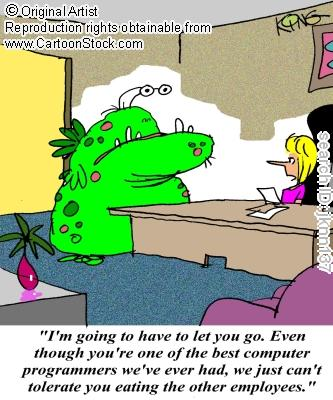 © Original Artist
Reproduction rights obtainable from
www.CartoonStock.com
KONS
search ID: jknn167
"I'm going to have to let you go. Even
though you're one of the best computer
programmers we've ever had, we just can't
tolerate you eating the other employees."